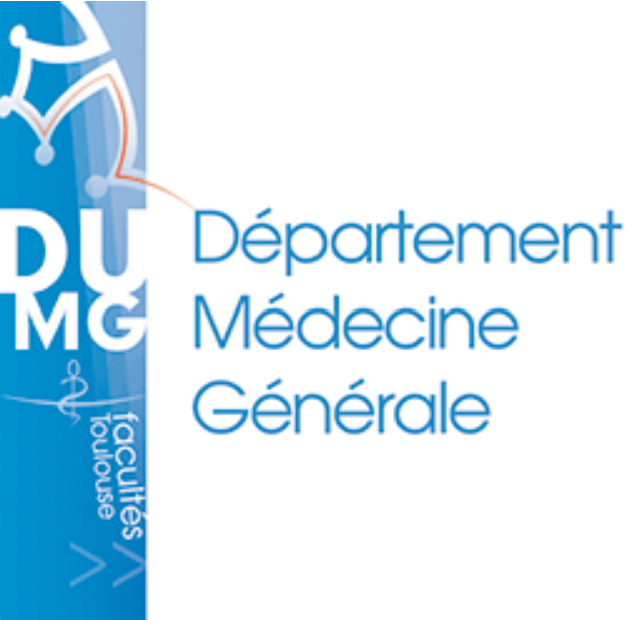 DU
MG
Département
Médecine
Générale
facultés
Toulouse
>>